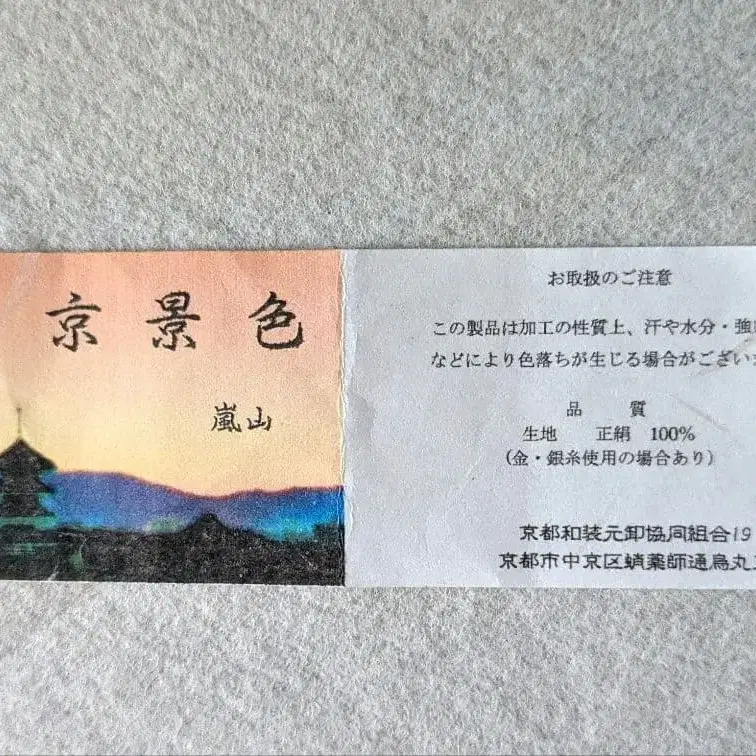 京景色
嵐山
お取扱のご注意
この製品は加工の性質上、汗や水分・強
などにより色落ちが生じる場合がござい
品　質
生地　正絹　100%
(金・銀糸使用の場合あり)
京都和装元卸協同組合19
京都市中京区蛸薬師通烏丸